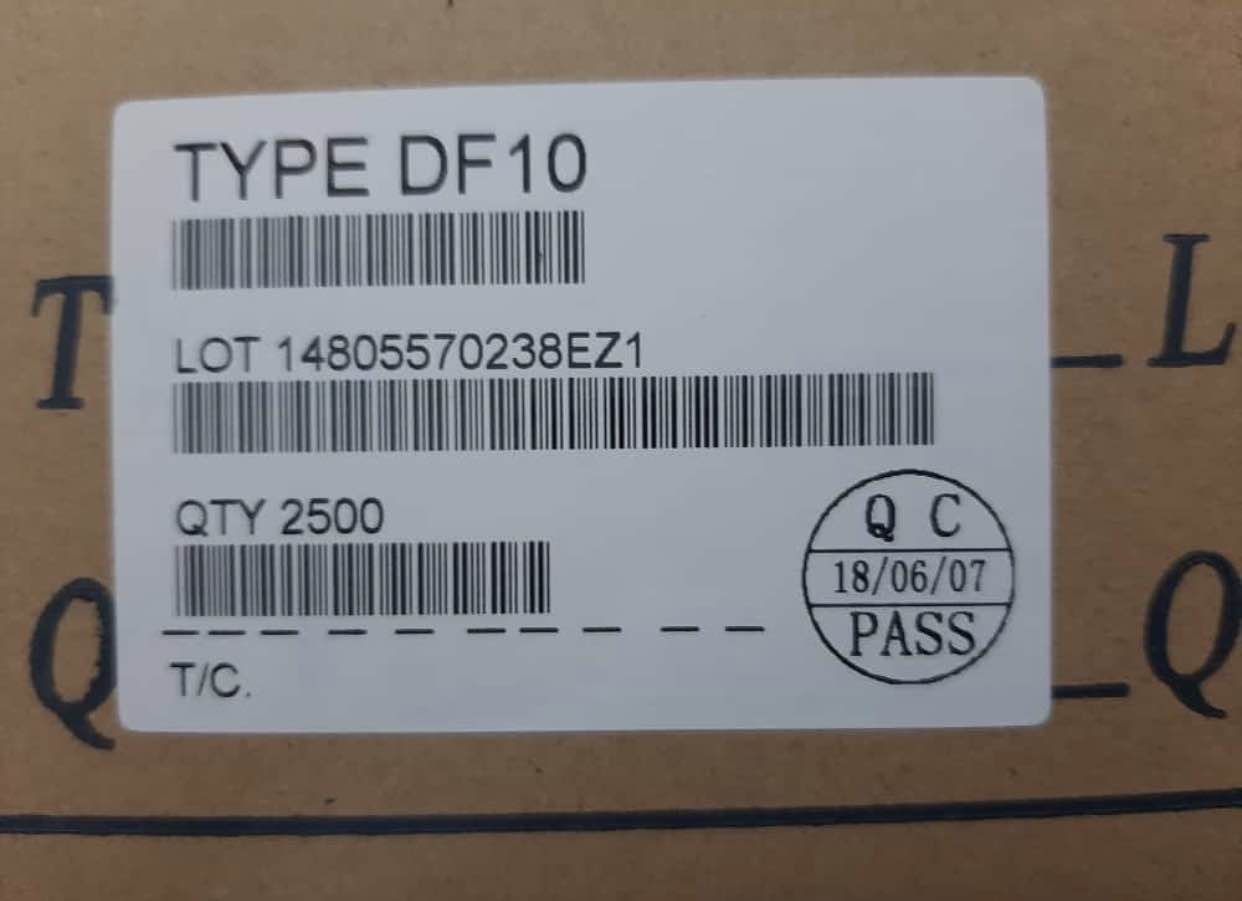 TYPE DF10
T
L
LOT 14805570238EZ1
QTY 2500
Q C
18/06/07
PASS
Q
Q
T/C.